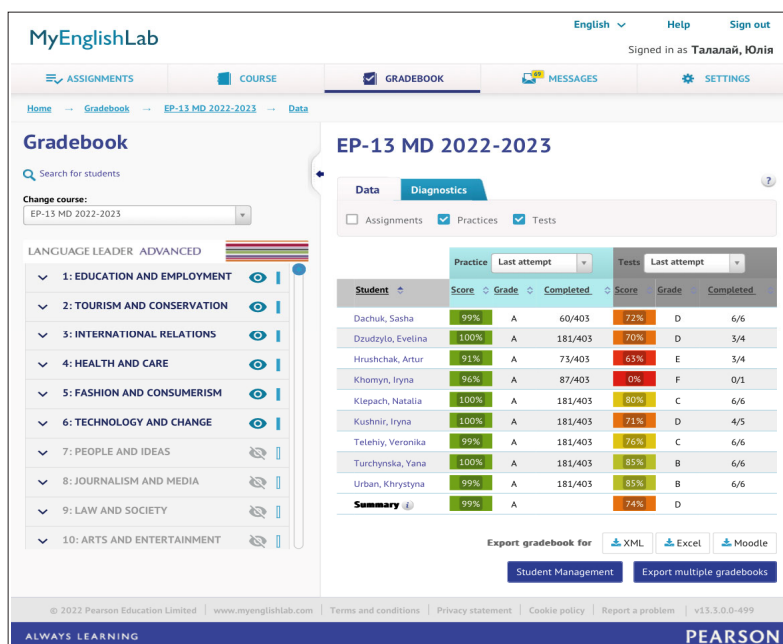 MyEnglishLab
English Help Sign out
Signed in as Талалай, Юлія
ASSIGNMENTS COURSE GRADEBOOK 69 MESSAGES SETTINGS
Home → Gradebook → EP-13 MD 2022-2023 → Data
Gradebook
Search for students
Change course:
EP-13 MD 2022-2023
LANGUAGE LEADER ADVANCED
1: EDUCATION AND EMPLOYMENT
2: TOURISM AND CONSERVATION
3: INTERNATIONAL RELATIONS
4: HEALTH AND CARE
5: FASHION AND CONSUMERISM
6: TECHNOLOGY AND CHANGE
7: PEOPLE AND IDEAS
8: JOURNALISM AND MEDIA
9: LAW AND SOCIETY
10: ARTS AND ENTERTAINMENT
EP-13 MD 2022-2023
Data Diagnostics ?
Assignments Practices Tests
Practice Last attempt Tests Last attempt
Student Score Grade Completed Score Grade Completed
Dachuk, Sasha 99% A 60/403 72% D 6/6
Dzudzylo, Evelina 100% A 181/403 70% D 3/4
Hrushchak, Artur 91% A 73/403 63% E 3/4
Khomyn, Iryna 96% A 87/403 0% F 0/1
Klepach, Natalia 100% A 181/403 80% C 6/6
Kushnir, Iryna 100% A 181/403 71% D 4/5
Telehiy, Veronika 99% A 181/403 76% C 6/6
Turchynska, Yana 100% A 181/403 85% B 6/6
Urban, Khrystyna 99% A 181/403 85% B 6/6
Summary i 99% A 74% D
Export gradebook for XML Excel Moodle
Student Management Export multiple gradebooks
© 2022 Pearson Education Limited | www.myenglishlab.com | Terms and conditions | Privacy statement | Cookie policy | Report a problem | v13.3.0.0-499
ALWAYS LEARNING PEARSON